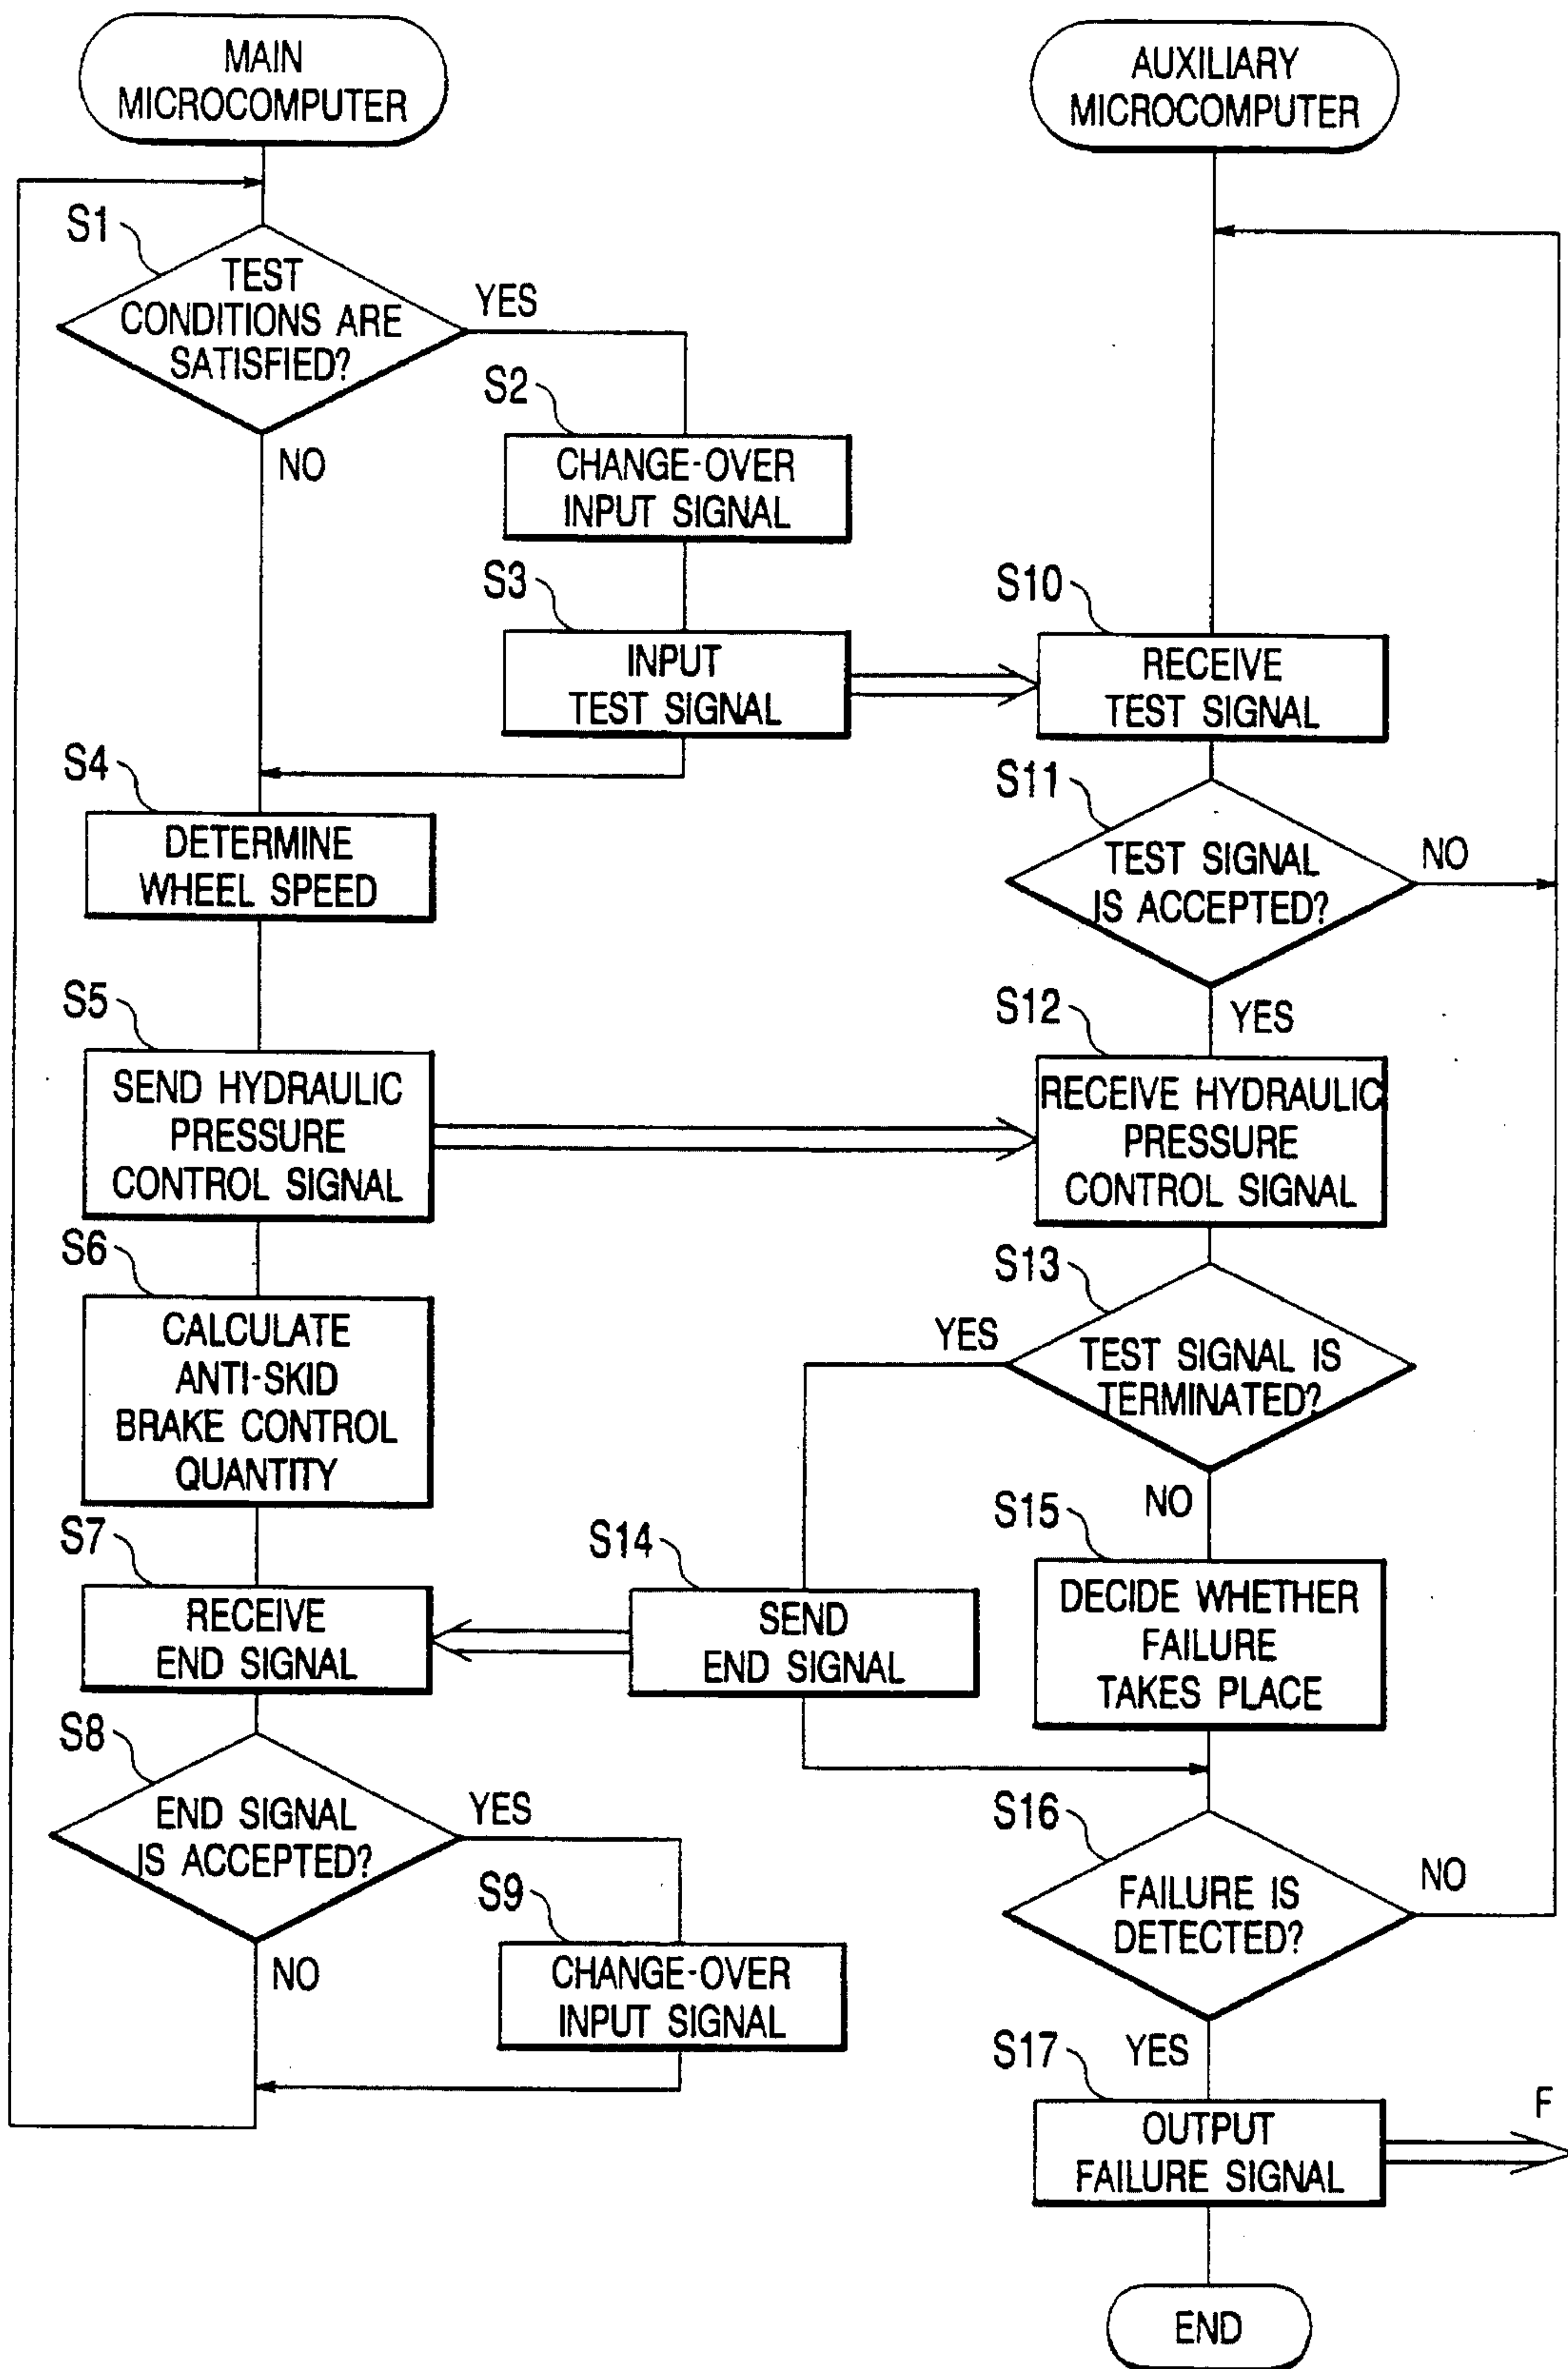 MAIN
MICROCOMPUTER
S1
TEST
CONDITIONS ARE
SATISFIED?
YES
NO
S2
CHANGE-OVER
INPUT SIGNAL
S3
INPUT
TEST SIGNAL
S4
DETERMINE
WHEEL SPEED
S5
SEND HYDRAULIC
PRESSURE
CONTROL SIGNAL
S6
CALCULATE
ANTI-SKID
BRAKE CONTROL
QUANTITY
S7
RECEIVE
END SIGNAL
S8
END SIGNAL
IS ACCEPTED?
YES
NO
S9
CHANGE-OVER
INPUT SIGNAL
AUXILIARY
MICROCOMPUTER
S10
RECEIVE
TEST SIGNAL
S11
TEST SIGNAL
IS ACCEPTED?
NO
YES
S12
RECEIVE HYDRAULIC
PRESSURE
CONTROL SIGNAL
S13
TEST SIGNAL IS
TERMINATED?
YES
NO
S14
SEND
END SIGNAL
S15
DECIDE WHETHER
FAILURE
TAKES PLACE
S16
FAILURE IS
DETECTED?
NO
YES
S17
OUTPUT
FAILURE SIGNAL
F
END